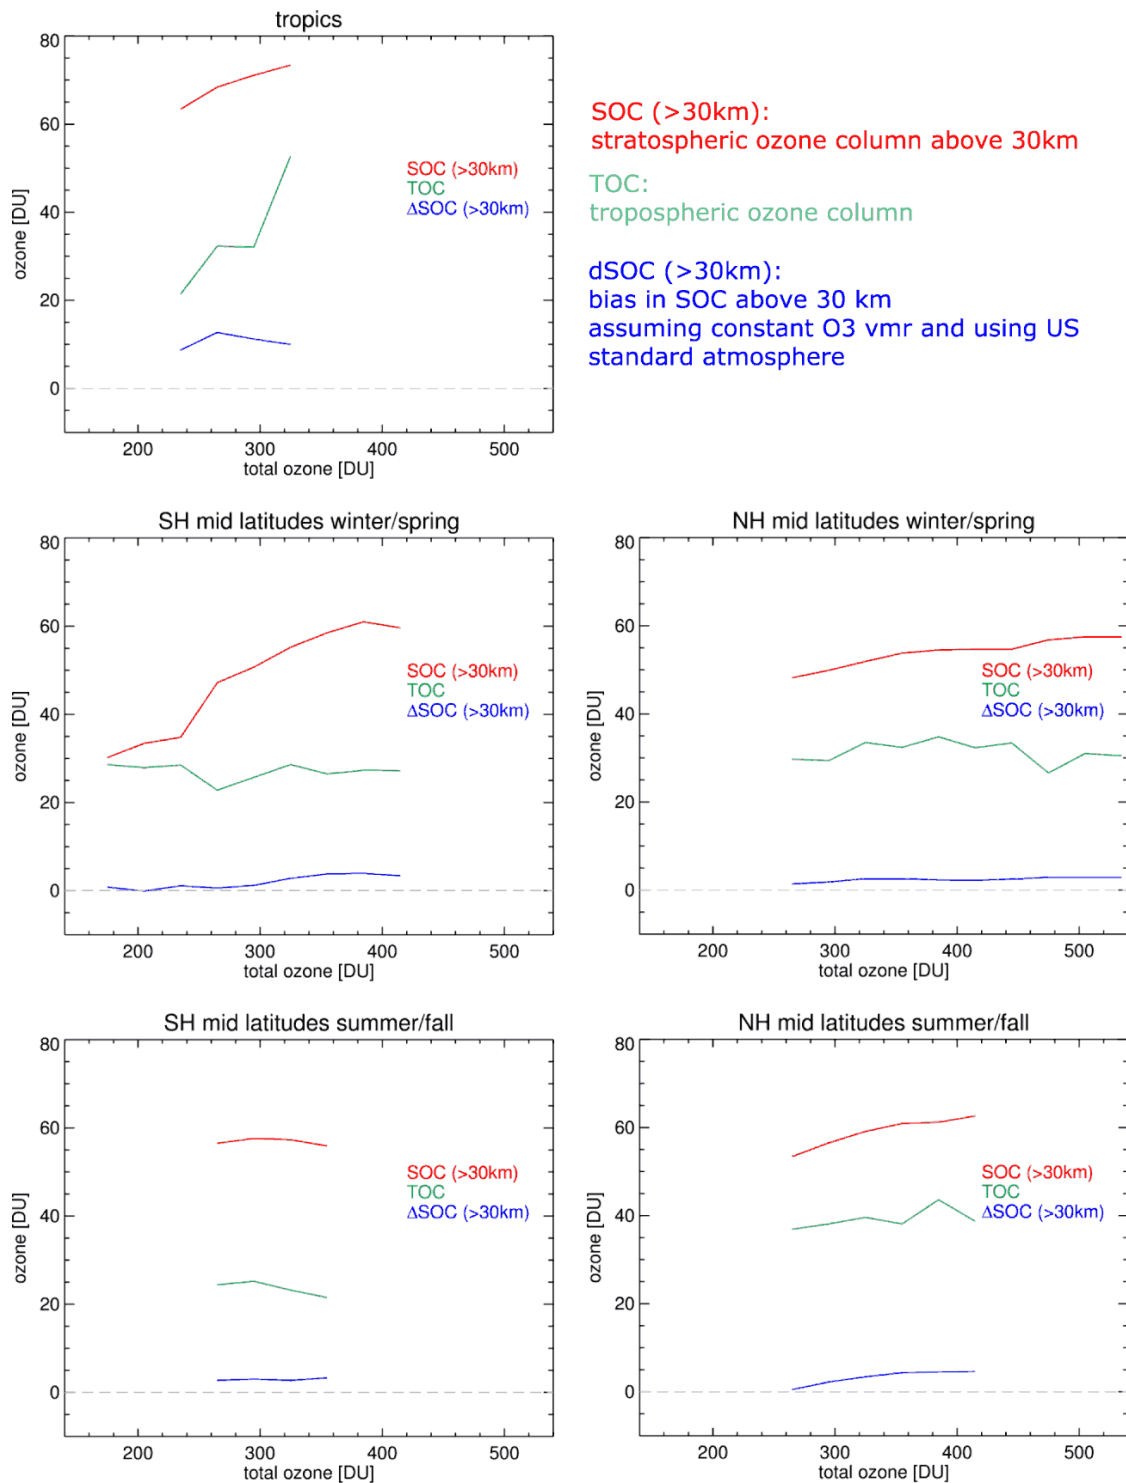 tropics
80
60
40
20
0
ozone [DU]
SOC (>30km)
TOC
ΔSOC (>30km)
200 300 400 500
total ozone [DU]
SOC (>30km):
stratospheric ozone column above 30km
TOC:
tropospheric ozone column
dSOC (>30km):
bias in SOC above 30 km
assuming constant O3 vmr and using US
standard atmosphere
SH mid latitudes winter/spring
80
60
40
20
0
ozone [DU]
SOC (>30km)
TOC
ΔSOC (>30km)
200 300 400 500
total ozone [DU]
NH mid latitudes winter/spring
80
60
40
20
0
ozone [DU]
SOC (>30km)
TOC
ΔSOC (>30km)
200 300 400 500
total ozone [DU]
SH mid latitudes summer/fall
80
60
40
20
0
ozone [DU]
SOC (>30km)
TOC
ΔSOC (>30km)
200 300 400 500
total ozone [DU]
NH mid latitudes summer/fall
80
60
40
20
0
ozone [DU]
SOC (>30km)
TOC
ΔSOC (>30km)
200 300 400 500
total ozone [DU]